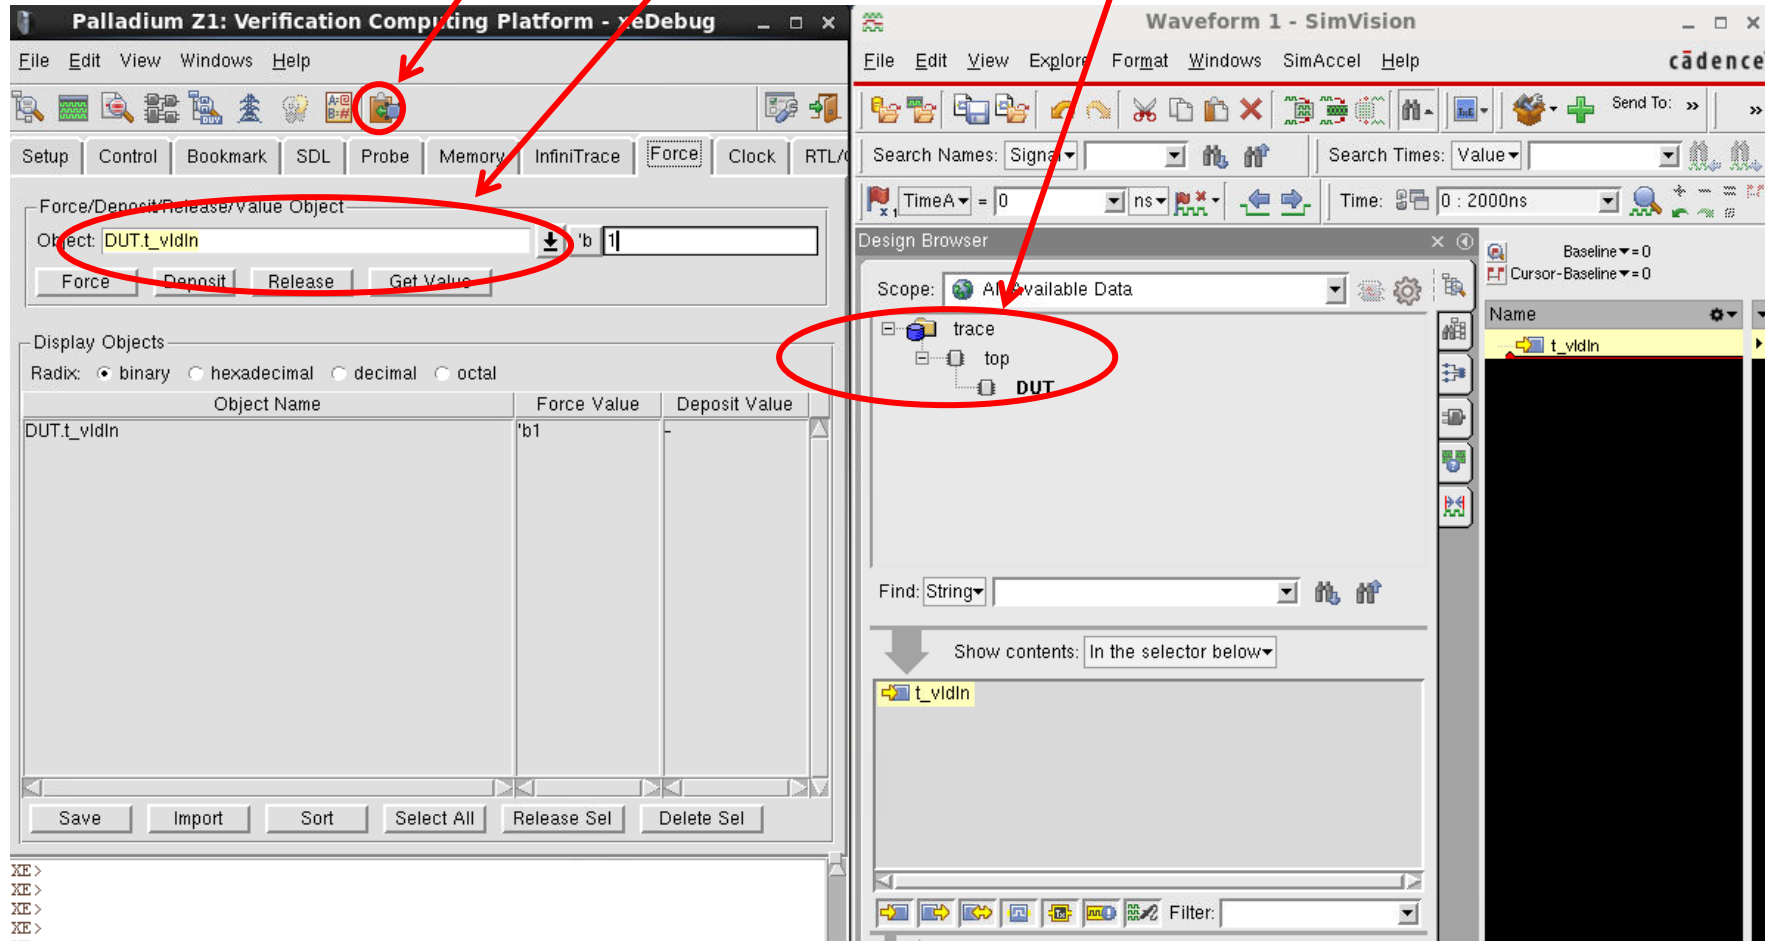 Palladium Z1: Verification Computing Platform - xeDebug
File Edit View Windows Help
Setup Control Bookmark SDL Probe Memory InfiniTrace Force Clock RTL/
Force/Deposit/Release/Value Object
Object: DUT.t_vldIn 'b 1
Force Deposit Release Get Value
Display Objects
Radix: binary hexadecimal decimal octal
Object Name Force Value Deposit Value
DUT.t_vldIn 'b1 -
Save Import Sort Select All Release Sel Delete Sel
XE>
XE>
XE>
XE>
Waveform 1 - SimVision
File Edit View Explore Format Windows SimAccel Help cādence
Send To: » »
Search Names: Signal Search Times: Value
TimeA = 0 ns Time: 0 : 2000ns
Design Browser
Scope: All Available Data
trace
top
DUT
Find: String
Show contents: In the selector below
t_vldIn
Filter:
Baseline = 0
Cursor-Baseline = 0
Name
t_vldIn